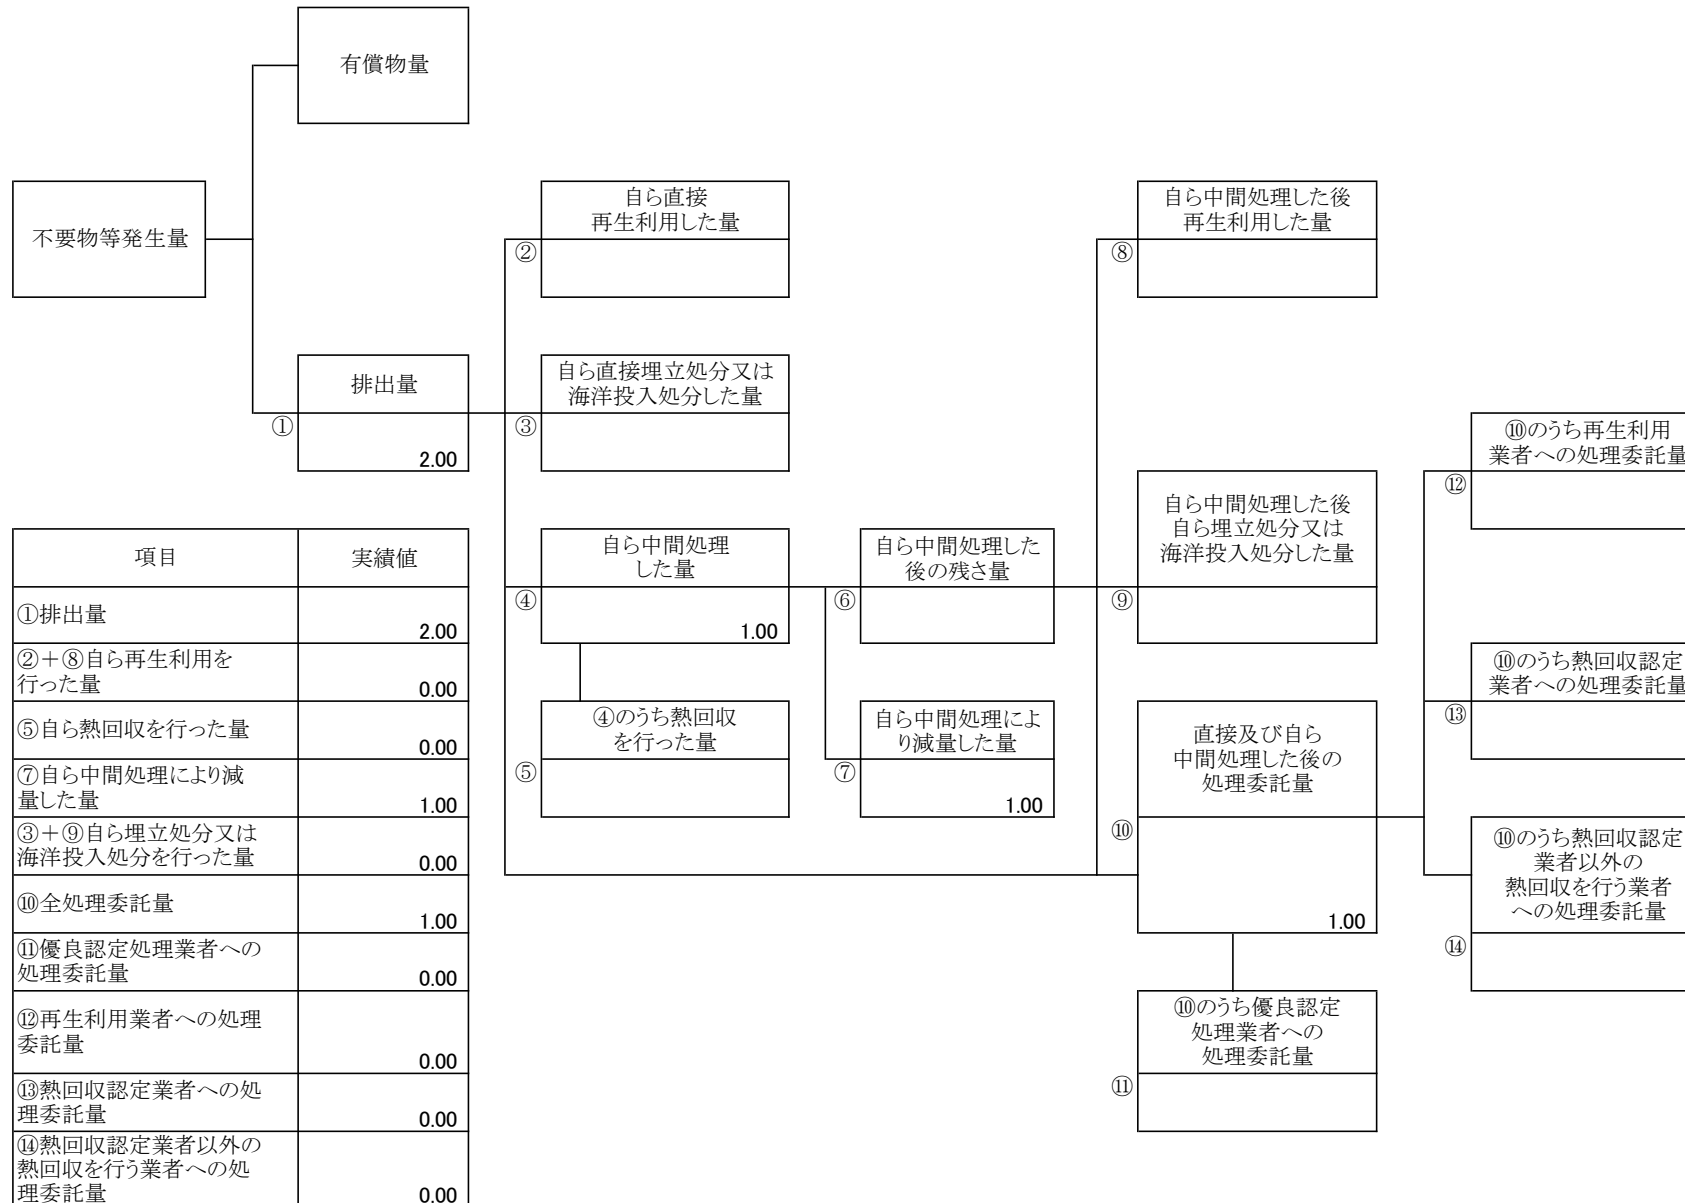 有償物量
不要物等発生量
自ら直接
再生利用した量
②
自ら中間処理した後
再生利用した量
⑧
排出量
①
2.00
自ら直接埋立処分又は
海洋投入処分した量
③
⑩のうち再生利用
業者への処理委託量
⑫
自ら中間処理した後
自ら埋立処分又は
海洋投入処分した量
⑨
自ら中間処理
した量
④
1.00
自ら中間処理した
後の残さ量
⑥
④のうち熱回収
を行った量
⑤
自ら中間処理によ
り減量した量
⑦
1.00
直接及び自ら
中間処理した後の
処理委託量
⑩
1.00
⑩のうち熱回収認定
業者への処理委託量
⑬
⑩のうち熱回収認定
業者以外の
熱回収を行う業者
への処理委託量
⑭
⑩のうち優良認定
処理業者への
処理委託量
⑪
項目 実績値
①排出量 2.00
②＋⑧自ら再生利用を
行った量 0.00
⑤自ら熱回収を行った量 0.00
⑦自ら中間処理により減
量した量 1.00
③＋⑨自ら埋立処分又は
海洋投入処分を行った量 0.00
⑩全処理委託量 1.00
⑪優良認定処理業者への
処理委託量 0.00
⑫再生利用業者への処理
委託量 0.00
⑬熱回収認定業者への処
理委託量 0.00
⑭熱回収認定業者以外の
熱回収を行う業者への処
理委託量 0.00